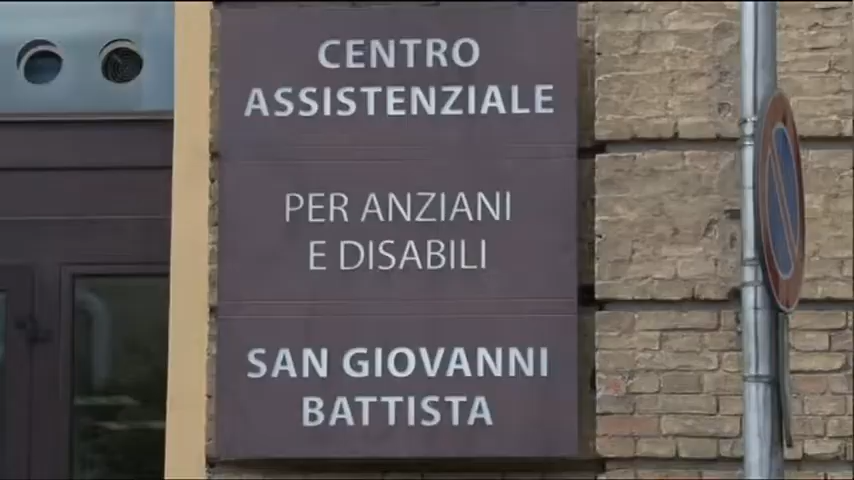 CENTRO
ASSISTENZIALE
PER ANZIANI
E DISABILI
SAN GIOVANNI
BATTISTA